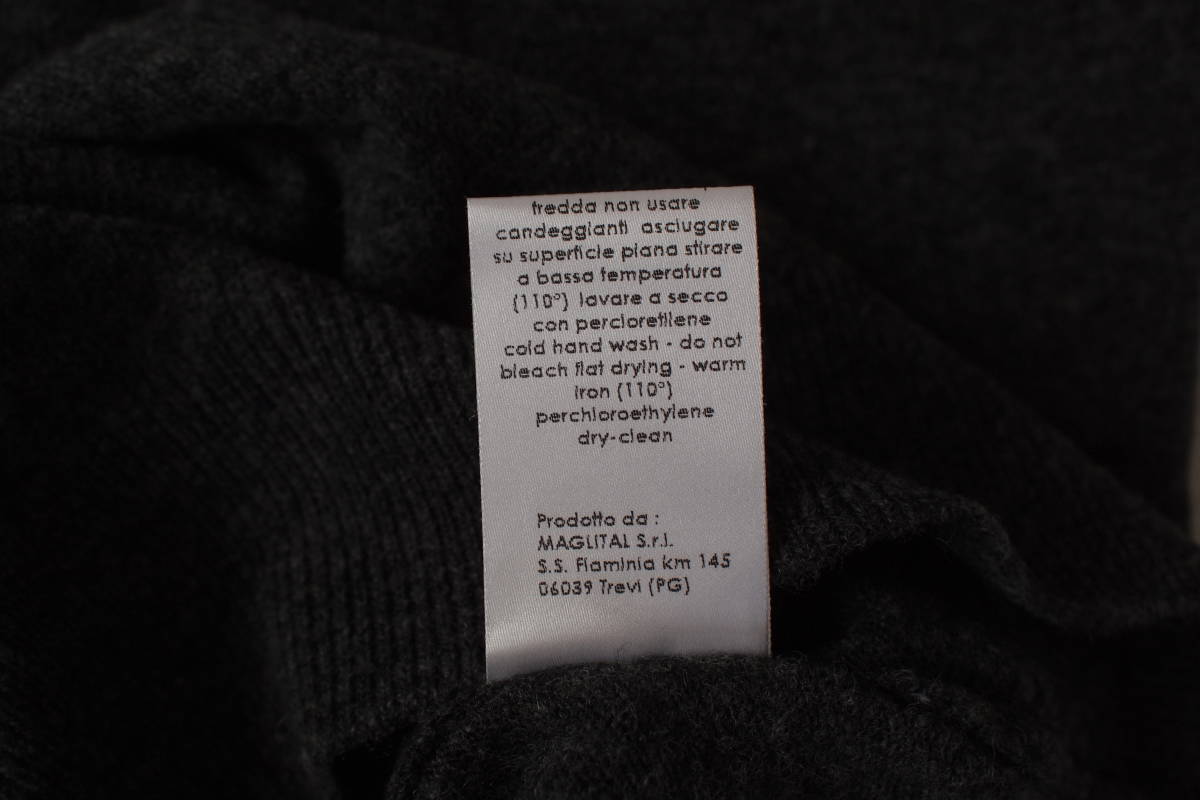 fredda non usare
candeggianti asciugare
su superficie piana stirare
a bassa temperatura
(110°) lavare a secco
con percloretilene
cold hand wash - do not
bleach flat drying - warm
iron (110°)
perchloroethylene
dry-clean
Prodotto da :
MAGLITAL S.r.l.
S.S. Flaminia km 145
06039 Trevi (PG)